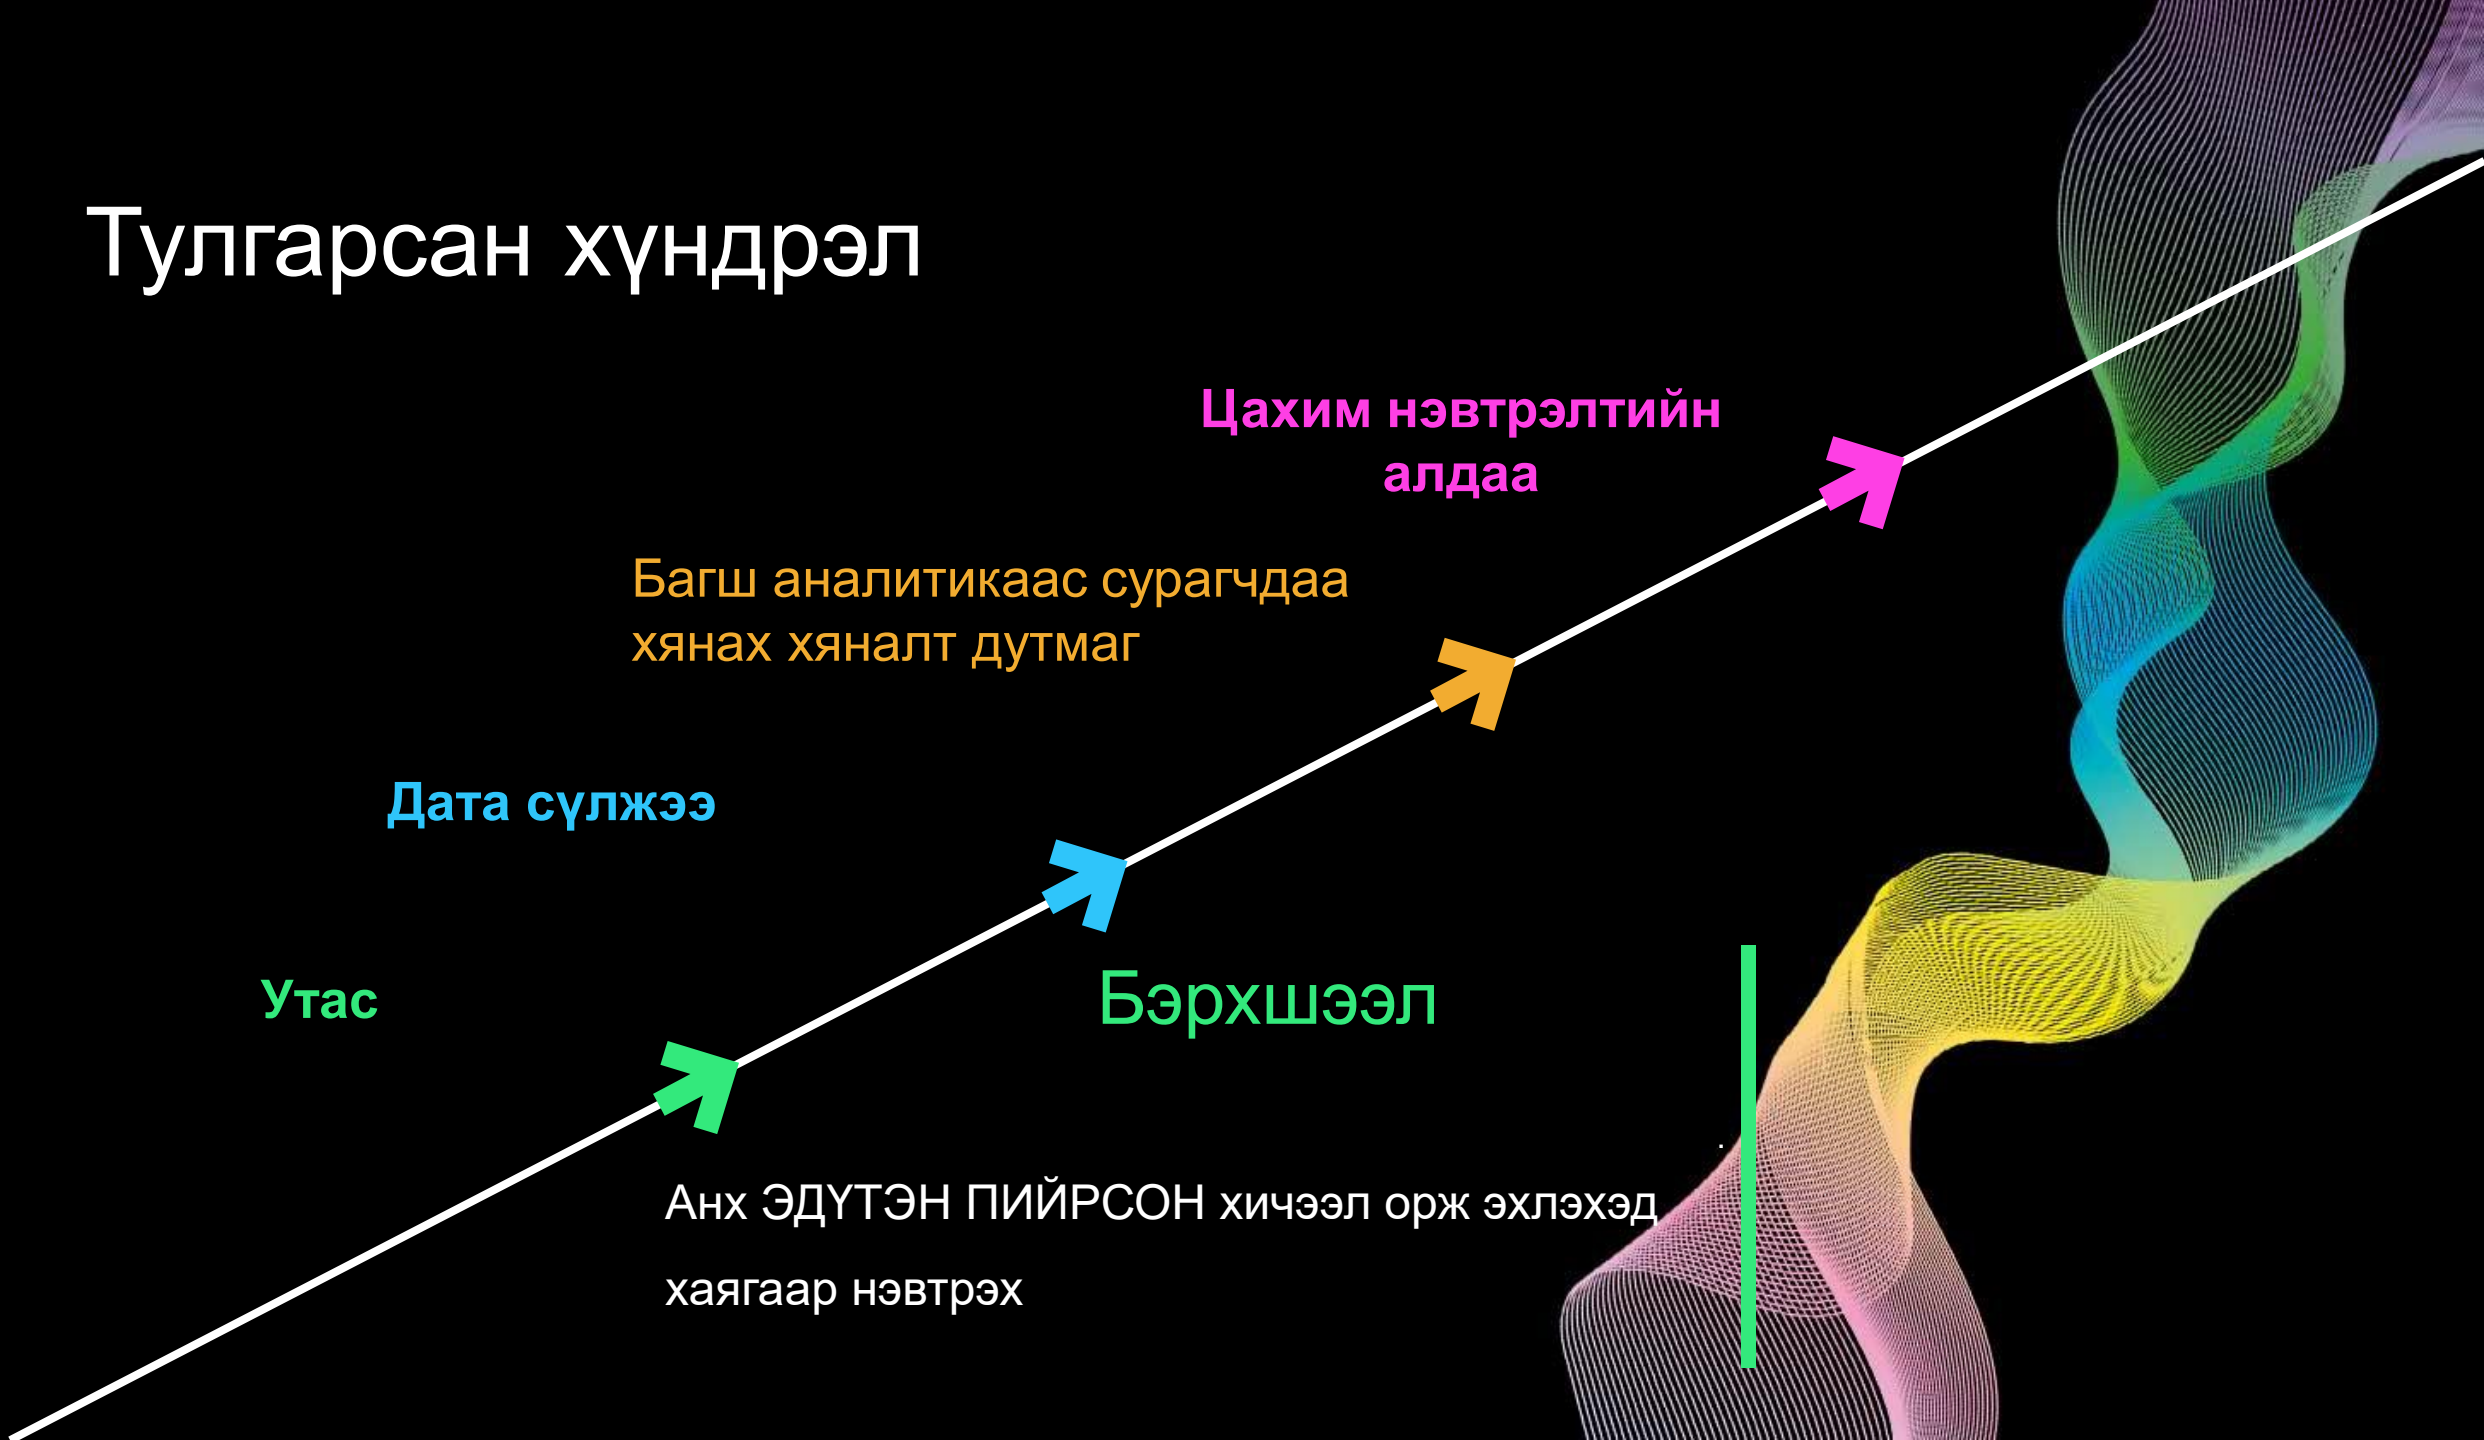 Тулгарсан хүндрэл
Цахим нэвтрэлтийн
алдаа
Багш аналитикаас сурагчдаа
хянах хяналт дутмаг
Дата сүлжээ
Утас
Бэрхшээл
.
Анх ЭДҮТЭН ПИЙРСОН хичээл орж эхлэхэд
хаягаар нэвтрэх